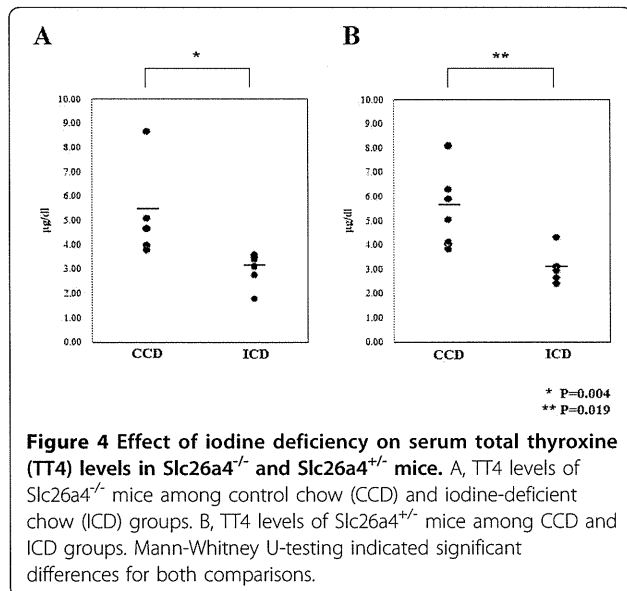 A
B
*
**
10.00
9.00
8.00
7.00
6.00
5.00
4.00
3.00
2.00
1.00
0.00
µg/dl
CCD
ICD
10.00
9.00
8.00
7.00
6.00
5.00
4.00
3.00
2.00
1.00
0.00
µg/dl
CCD
ICD
* P=0.004
** P=0.019
Figure 4 Effect of iodine deficiency on serum total thyroxine
(TT4) levels in Slc26a4-/- and Slc26a4+/- mice. A, TT4 levels of
Slc26a4-/- mice among control chow (CCD) and iodine-deficient
chow (ICD) groups. B, TT4 levels of Slc26a4+/- mice among CCD and
ICD groups. Mann-Whitney U-testing indicated significant
differences for both comparisons.